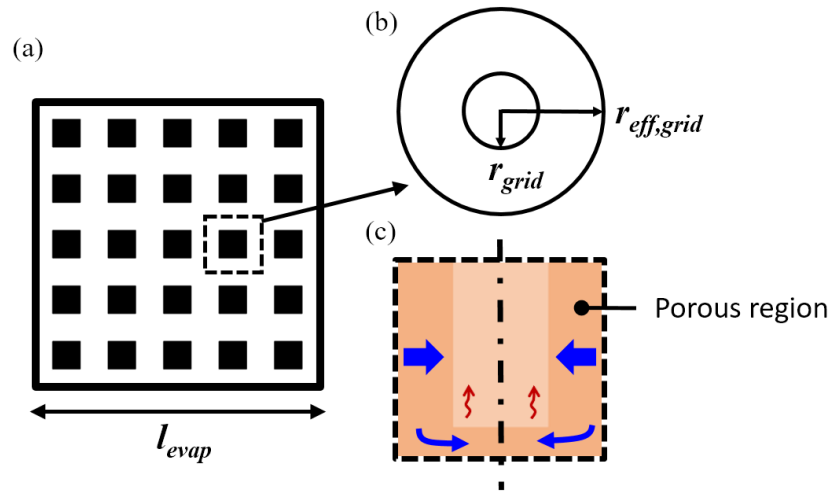 (a)
(b)
r_eff,grid
r_grid
l_evap
(c)
Porous region